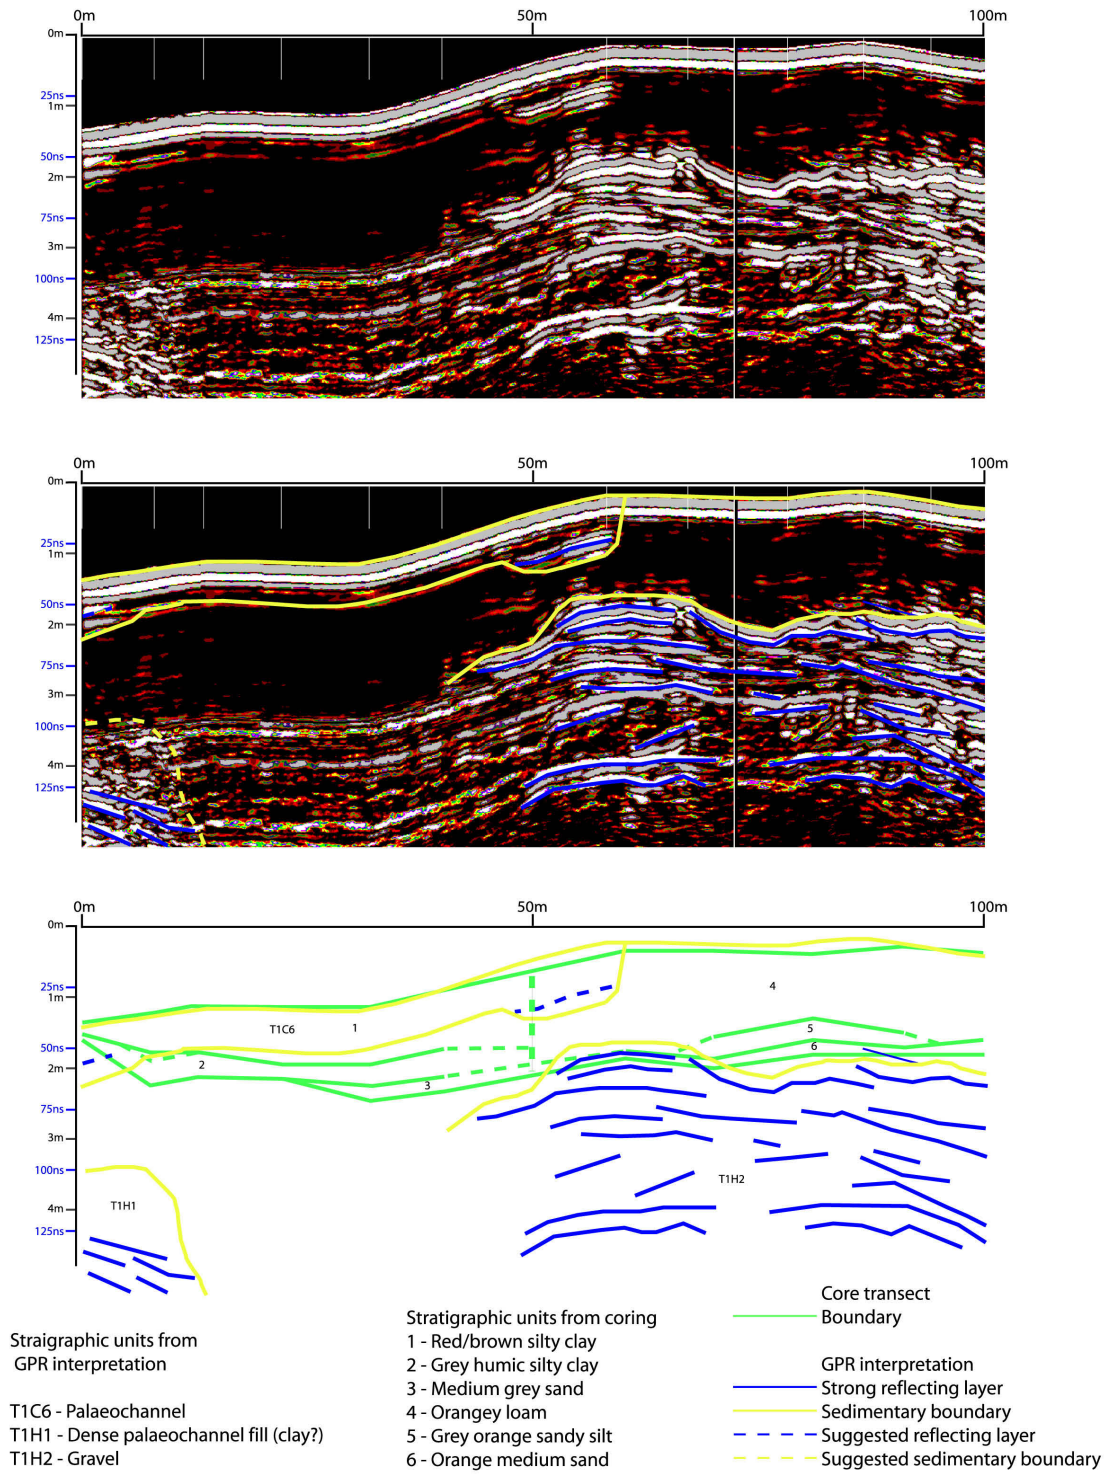 0m 50m 100m
0m
25ns
1m
50ns
2m
75ns
3m
100ns
4m
125ns
0m 50m 100m
0m
25ns
1m
50ns
2m
75ns
3m
100ns
4m
125ns
0m 50m 100m
0m
25ns
1m
50ns
2m
75ns
3m
100ns
4m
125ns
T1C6 1
2
3
4
5
6
T1H1
T1H2
Straigraphic units from
GPR interpretation
T1C6 - Palaeochannel
T1H1 - Dense palaeochannel fill (clay?)
T1H2 - Gravel
Stratigraphic units from coring
1 - Red/brown silty clay
2 - Grey humic silty clay
3 - Medium grey sand
4 - Orangey loam
5 - Grey orange sandy silt
6 - Orange medium sand
Core transect
Boundary
GPR interpretation
Strong reflecting layer
Sedimentary boundary
Suggested reflecting layer
Suggested sedimentary boundary